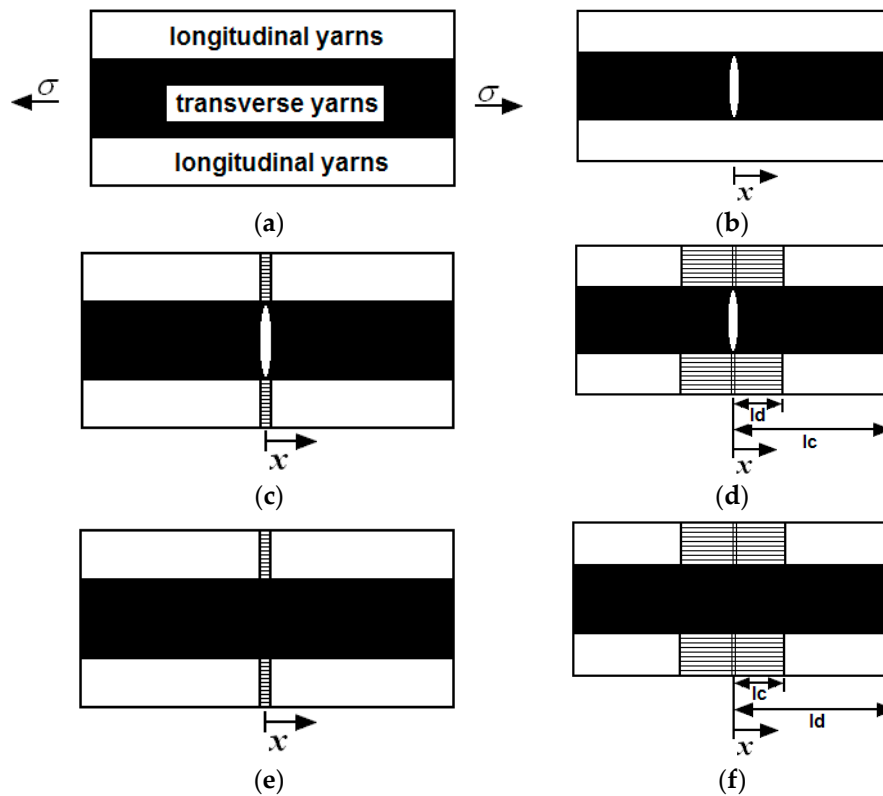 longitudinal yarns
σ
transverse yarns
σ
longitudinal yarns
x
(a)
(b)
x
ld
lc
x
(c)
(d)
x
lc
ld
x
(e)
(f)